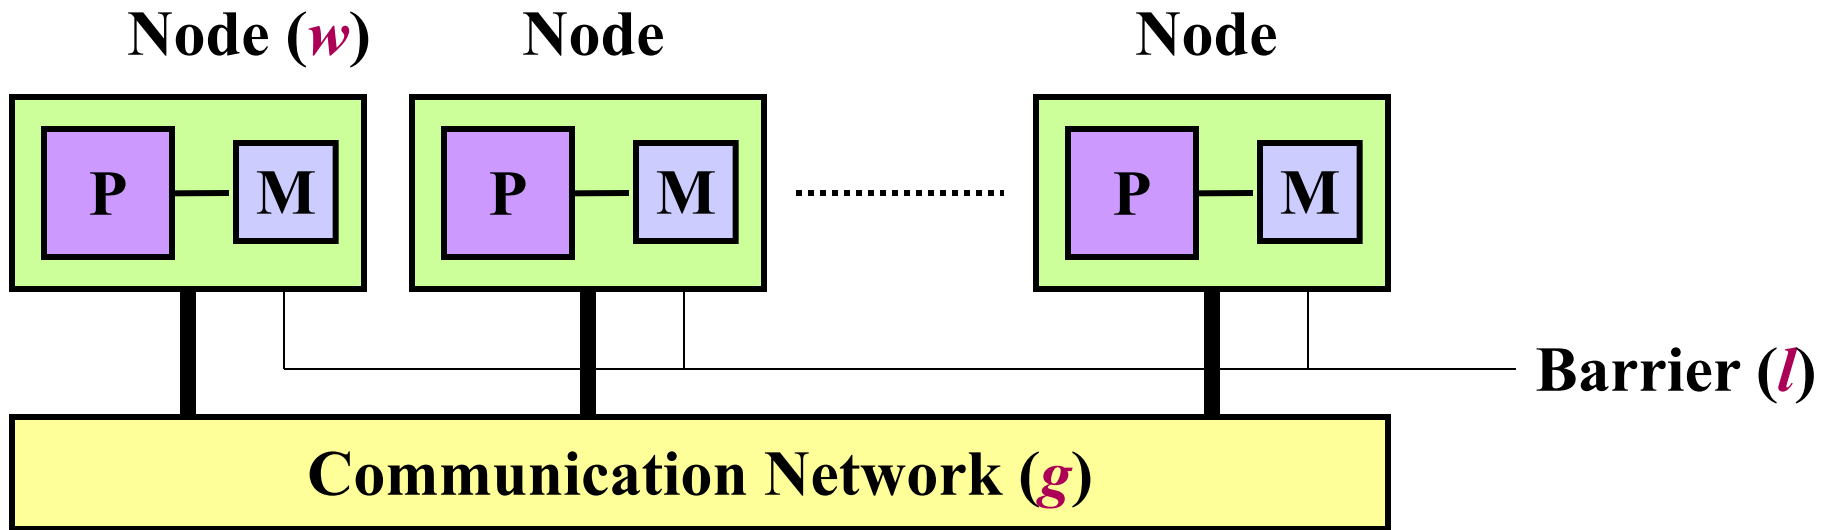 Node (w) Node Node
P M P M P M
Barrier (l)
Communication Network (g)